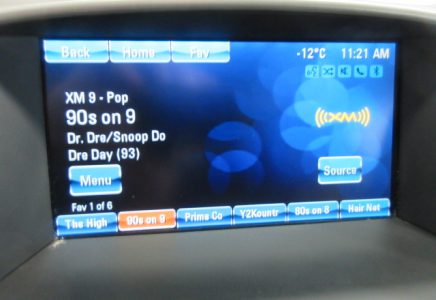 Back Home Fav -12°C 11:21 AM
XM 9 - Pop
90s on 9
((XM))
Dr. Dre/Snoop Do
Dre Day (93)
Menu Source
Fav 1 of 6
The High 90s on 9 Prime Co Y2Kountr 80s on 8 Hair Nat